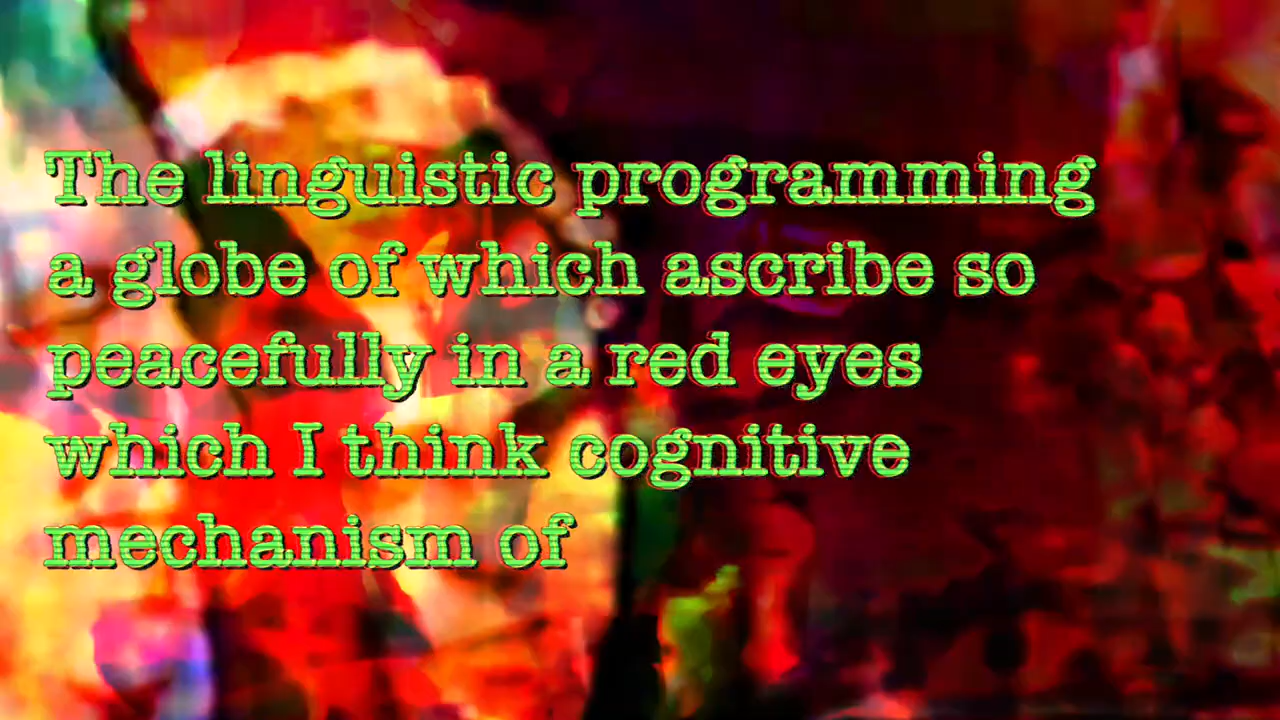 The linguistic programming
a globe of which ascribe so
peacefully in a red eyes
which I think cognitive
mechanism of